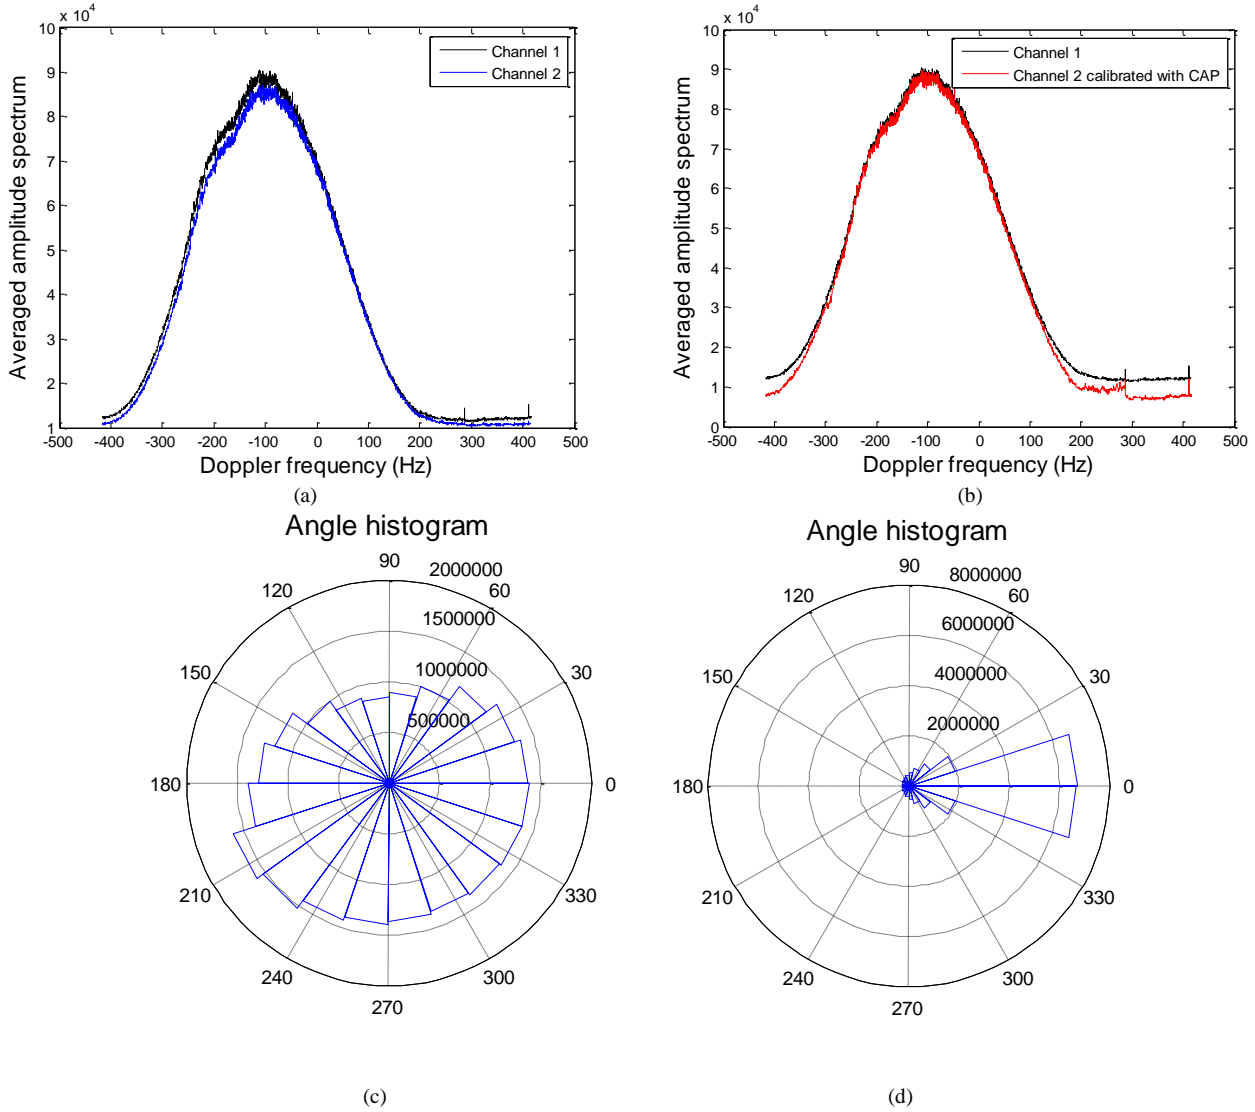 x 10^4
10
9
8
7
6
5
4
3
2
1
-500 -400 -300 -200 -100 0 100 200 300 400 500
Averaged amplitude spectrum
Doppler frequency (Hz)
Channel 1
Channel 2
(a)
x 10^4
10
9
8
7
6
5
4
3
2
1
0
-500 -400 -300 -200 -100 0 100 200 300 400 500
Averaged amplitude spectrum
Doppler frequency (Hz)
Channel 1
Channel 2 calibrated with CAP
(b)
Angle histogram
90
2000000
120
60
1500000
150
1000000
30
500000
180
0
210
330
240
300
270
(c)
Angle histogram
90
8000000
120
60
6000000
150
4000000
30
2000000
180
0
210
330
240
300
270
(d)